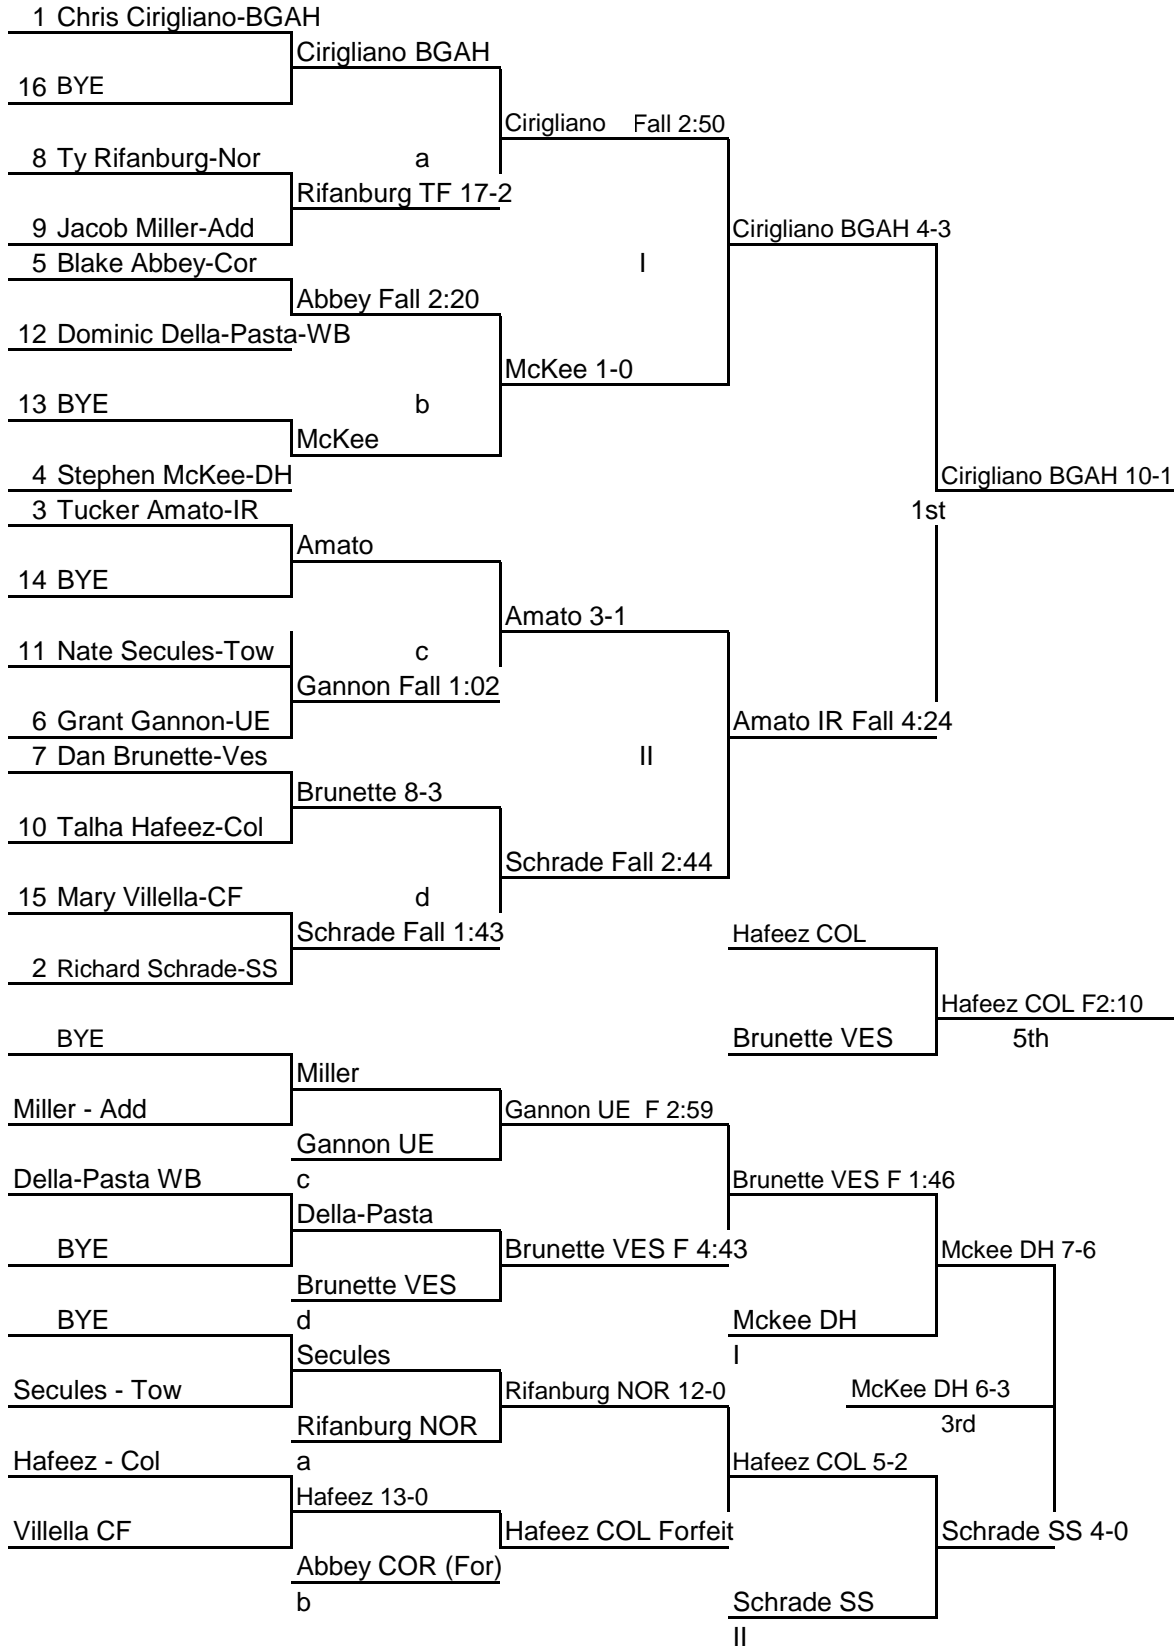 1 Chris Cirigliano-BGAH
Cirigliano BGAH
16 BYE
Cirigliano Fall 2:50
8 Ty Rifanburg-Nor a
Rifanburg TF 17-2
9 Jacob Miller-Add Cirigliano BGAH 4-3
5 Blake Abbey-Cor I
Abbey Fall 2:20
12 Dominic Della-Pasta-WB
McKee 1-0
13 BYE b
McKee
4 Stephen McKee-DH Cirigliano BGAH 10-1
3 Tucker Amato-IR 1st
Amato
14 BYE
Amato 3-1
11 Nate Secules-Tow c
Gannon Fall 1:02
6 Grant Gannon-UE Amato IR Fall 4:24
7 Dan Brunette-Ves II
Brunette 8-3
10 Talha Hafeez-Col
Schrade Fall 2:44
15 Mary Villella-CF d
Schrade Fall 1:43 Hafeez COL
2 Richard Schrade-SS
Hafeez COL F2:10
BYE Brunette VES 5th
Miller
Miller - Add Gannon UE F 2:59
Gannon UE
Della-Pasta WB c Brunette VES F 1:46
Della-Pasta
BYE Brunette VES F 4:43 Mckee DH 7-6
Brunette VES
BYE d Mckee DH
Secules I
Secules - Tow Rifanburg NOR 12-0 McKee DH 6-3
Rifanburg NOR 3rd
Hafeez - Col a Hafeez COL 5-2
Hafeez 13-0
Villella CF Hafeez COL Forfeit Schrade SS 4-0
Abbey COR (For)
b Schrade SS
II